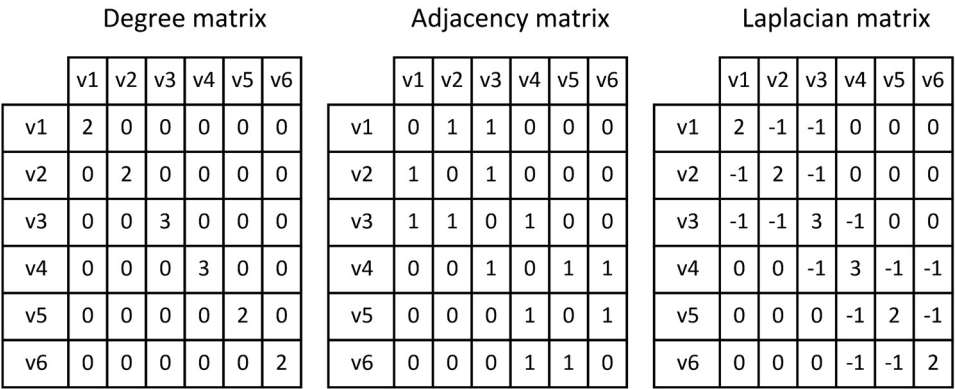 Degree matrix Adjacency matrix Laplacian matrix
v1 v2 v3 v4 v5 v6 v1 v2 v3 v4 v5 v6 v1 v2 v3 v4 v5 v6
v1 2 0 0 0 0 0 v1 0 1 1 0 0 0 v1 2 -1 -1 0 0 0
v2 0 2 0 0 0 0 v2 1 0 1 0 0 0 v2 -1 2 -1 0 0 0
v3 0 0 3 0 0 0 v3 1 1 0 1 0 0 v3 -1 -1 3 -1 0 0
v4 0 0 0 3 0 0 v4 0 0 1 0 1 1 v4 0 0 -1 3 -1 -1
v5 0 0 0 0 2 0 v5 0 0 0 1 0 1 v5 0 0 0 -1 2 -1
v6 0 0 0 0 0 2 v6 0 0 0 1 1 0 v6 0 0 0 -1 -1 2